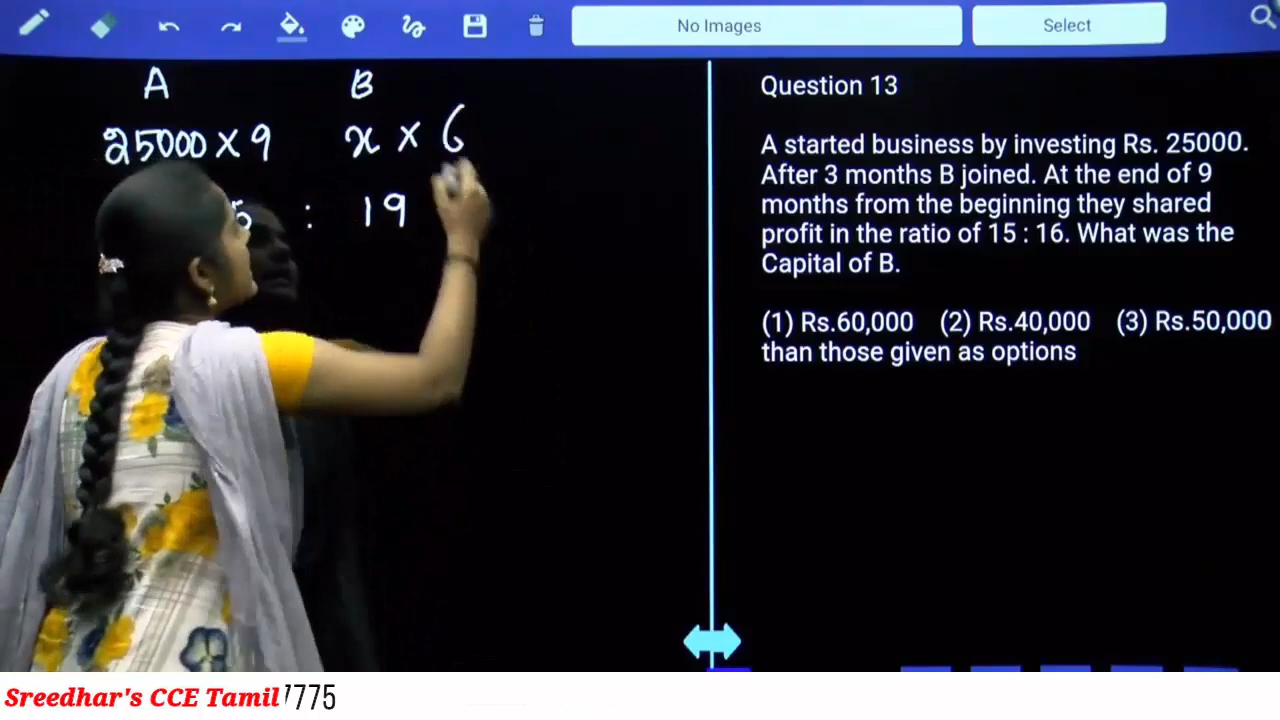 No Images
Select
A B
25000 × 9 x × 6
5 : 19
Question 13
A started business by investing Rs. 25000.
After 3 months B joined. At the end of 9
months from the beginning they shared
profit in the ratio of 15 : 16. What was the
Capital of B.
(1) Rs.60,000 (2) Rs.40,000 (3) Rs.50,000
than those given as options
Sreedhar's CCE Tamil 7775